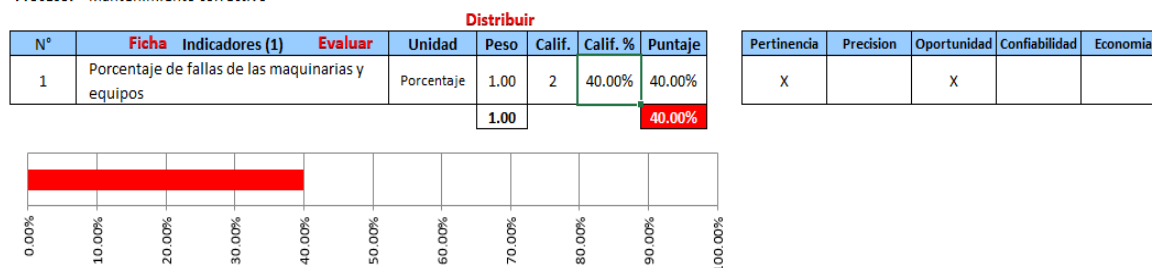 Distribuir
N° Ficha Indicadores (1) Evaluar Unidad Peso Calif. Calif. % Puntaje Pertinencia Precision Oportunidad Confiabilidad Economia
1 Porcentaje de fallas de las maquinarias y equipos Porcentaje 1.00 2 40.00% 40.00% X X
1.00 40.00%
0.00% 10.00% 20.00% 30.00% 40.00% 50.00% 60.00% 70.00% 80.00% 90.00% 100.00%